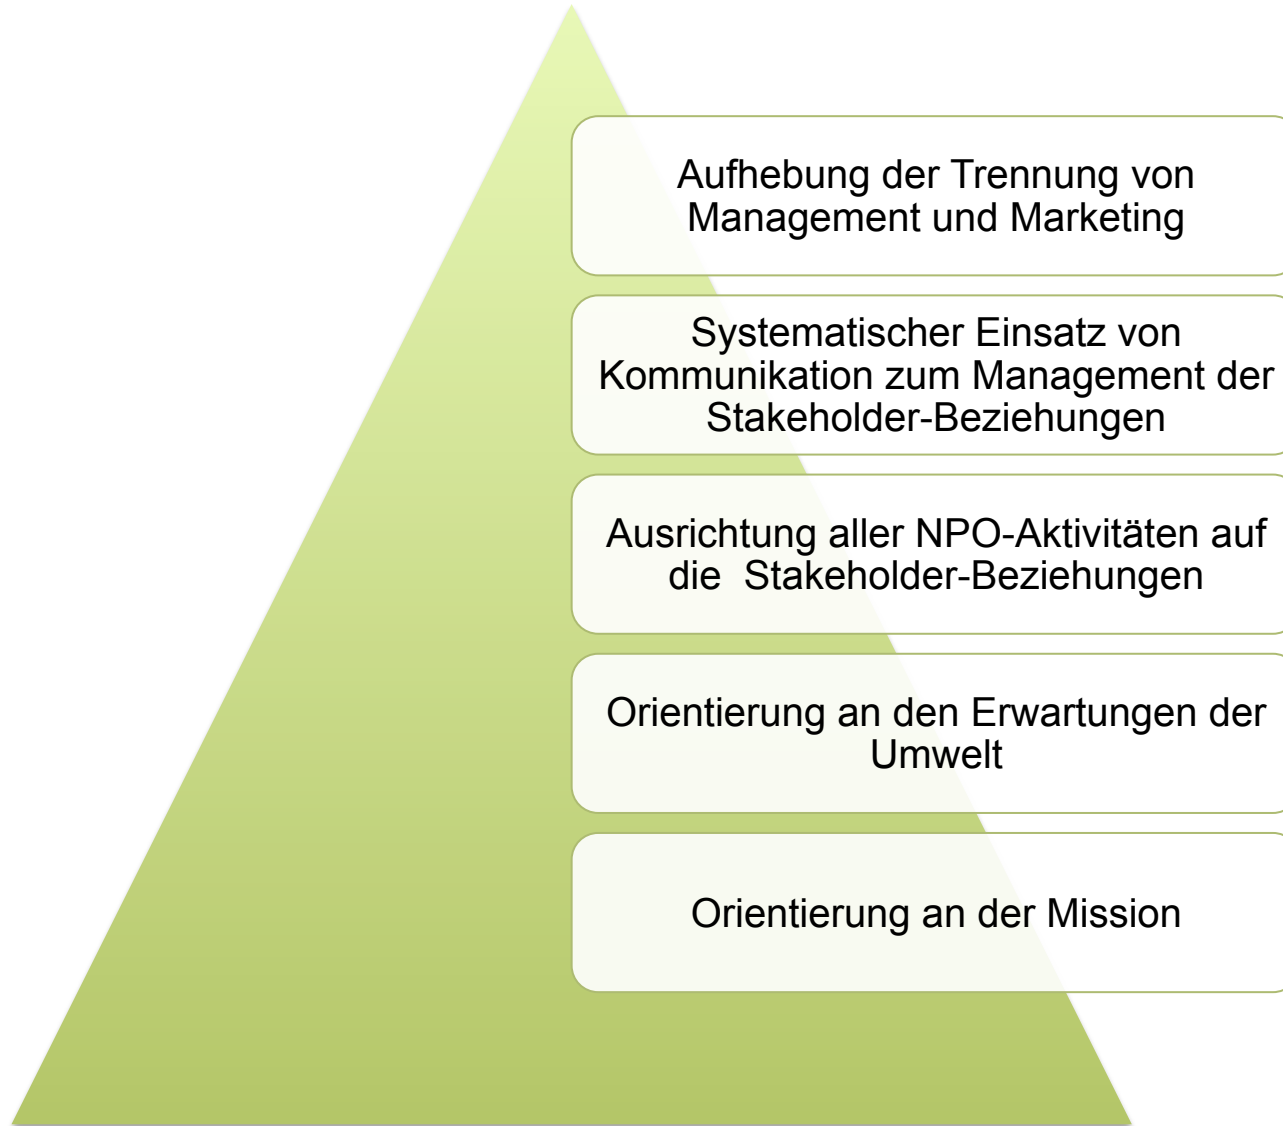 Aufhebung der Trennung von
Management und Marketing
Systematischer Einsatz von
Kommunikation zum Management der
Stakeholder-Beziehungen
Ausrichtung aller NPO-Aktivitäten auf
die  Stakeholder-Beziehungen
Orientierung an den Erwartungen der
Umwelt
Orientierung an der Mission